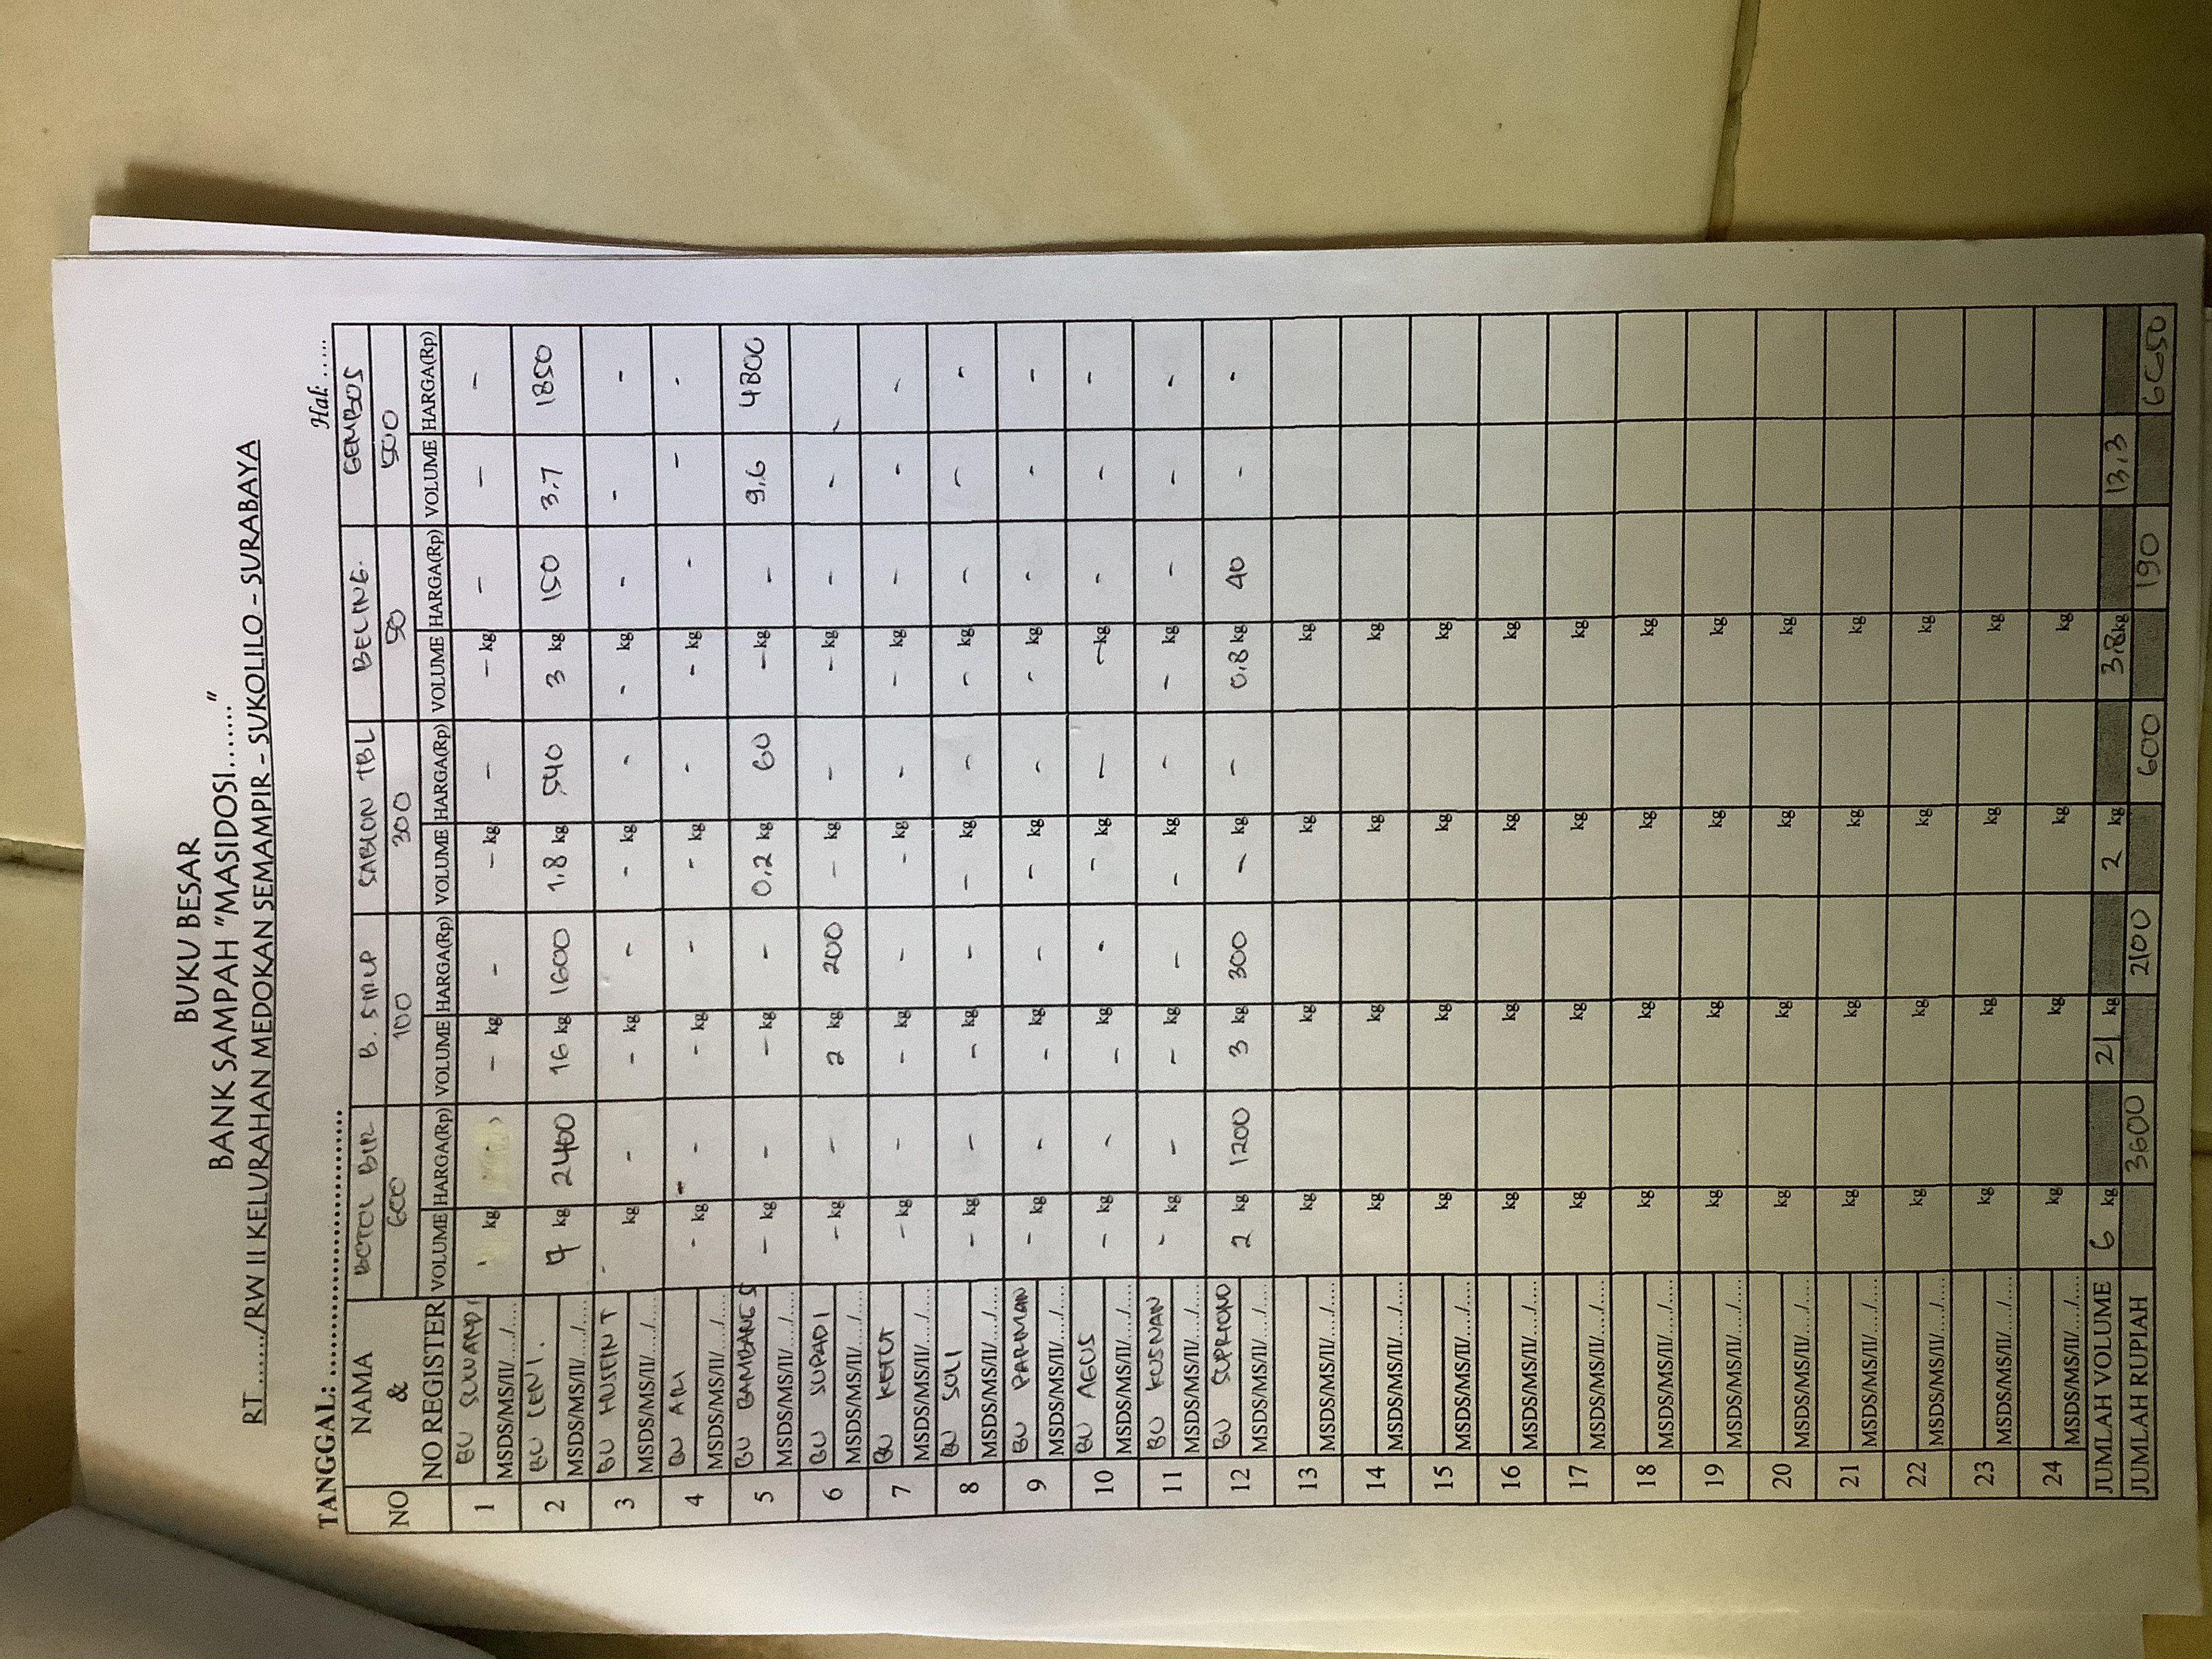 BUKU BESAR
BANK SAMPAH “MASIDOSI.......”
RT ....../RW II KELURAHAN MEDOKAN SEMAMPIR – SUKOLILO – SURABAYA
TANGGAL: ............................
Hal: .....
NO NAMA & NO REGISTER BOTOL BIR B. SIRUP SABLON TBL BELING. GEMBOS
600 100 300 50 500
VOLUME HARGA(Rp) VOLUME HARGA(Rp) VOLUME HARGA(Rp) VOLUME HARGA(Rp) VOLUME HARGA(Rp)
1 BU SUWANDI kg – kg – – kg – – kg – – –
MSDS/MS/II/..../....
2 BU LENI. 4 kg 2400 16 kg 1600 1,8 kg 540 3 kg 150 3,7 1850
MSDS/MS/II/..../....
3 BU HUSEIN T - kg - - kg - - kg - - kg - - -
MSDS/MS/II/..../....
4 BU ARI - kg - - kg - - kg - - kg - - -
MSDS/MS/II/..../....
5 BU BAMBANG S - kg - - kg - 0,2 kg 60 - kg - 9,6 4800
MSDS/MS/II/..../....
6 BU SUPADI - kg - 2 kg 200 - kg - - kg - - -
MSDS/MS/II/..../....
7 BU KETUT - kg - - kg - - kg - - kg - - -
MSDS/MS/II/..../....
8 BU SOLI - kg - - kg - - kg - - kg - - -
MSDS/MS/II/..../....
9 BU PARMAN - kg - - kg - - kg - - kg - - -
MSDS/MS/II/..../....
10 BU AGUS - kg - - kg - - kg - - kg - - -
MSDS/MS/II/..../....
11 BU KUSNAN - kg - - kg - - kg - - kg - - -
MSDS/MS/II/..../....
12 BU SUPRIONO 2 kg 1200 3 kg 300 - kg - 0,8 kg 40 - -
MSDS/MS/II/..../....
13 kg kg kg kg
MSDS/MS/II/..../....
14 kg kg kg kg
MSDS/MS/II/..../....
15 kg kg kg kg
MSDS/MS/II/..../....
16 kg kg kg kg
MSDS/MS/II/..../....
17 kg kg kg kg
MSDS/MS/II/..../....
18 kg kg kg kg
MSDS/MS/II/..../....
19 kg kg kg kg
MSDS/MS/II/..../....
20 kg kg kg kg
MSDS/MS/II/..../....
21 kg kg kg kg
MSDS/MS/II/..../....
22 kg kg kg kg
MSDS/MS/II/..../....
23 kg kg kg kg
MSDS/MS/II/..../....
24 kg kg kg kg
MSDS/MS/II/..../....
JUMLAH VOLUME 6 kg 21 kg 2 kg 3,8 kg 13,3
JUMLAH RUPIAH 3600 2100 600 190 6650